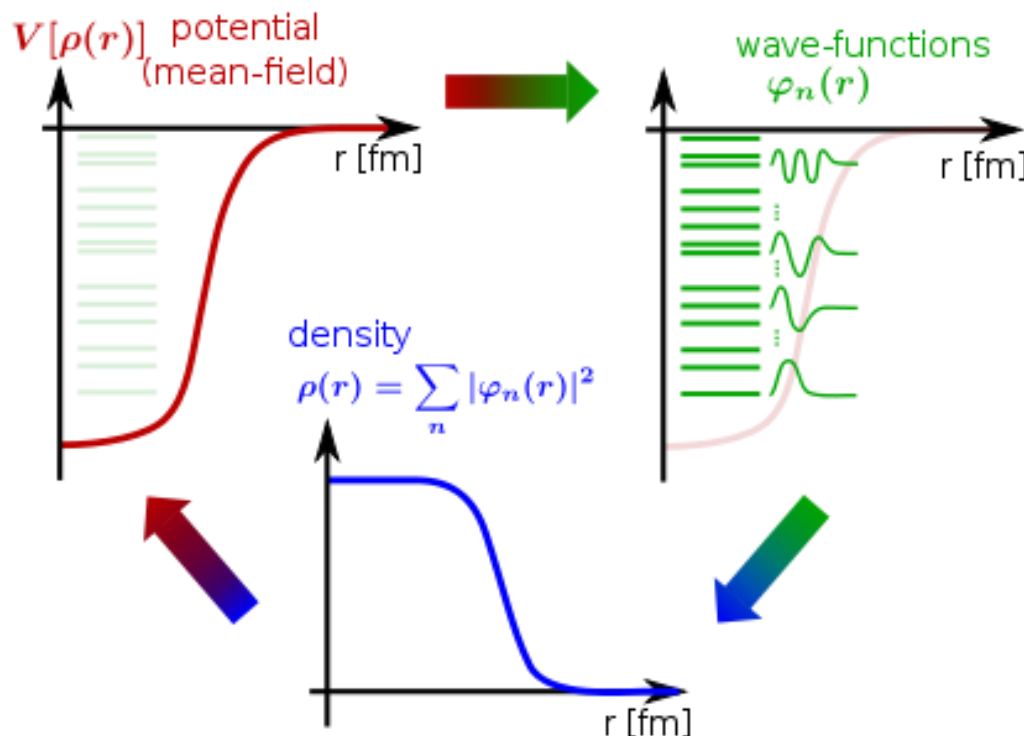 V[ρ(r)] potential
(mean-field)
r [fm]
wave-functions
φₙ(r)
r [fm]
density
ρ(r) = ∑ₙ |φₙ(r)|²
r [fm]